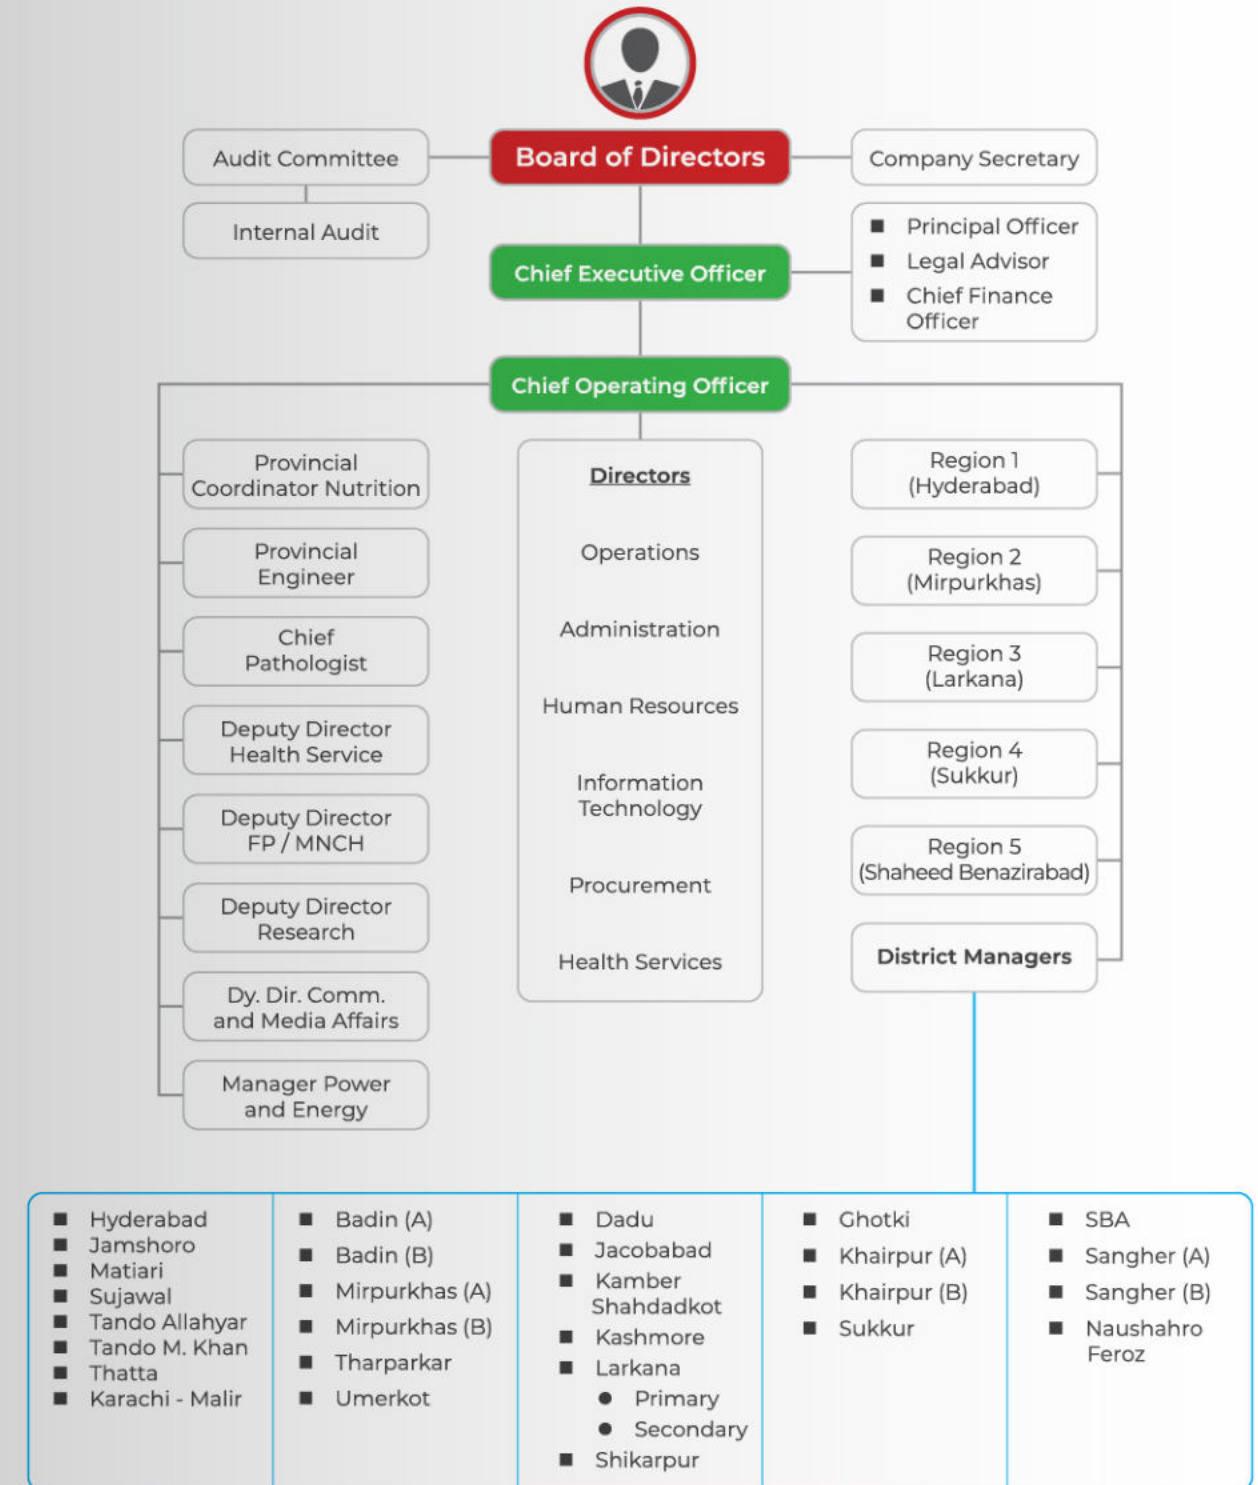 Board of Directors
Audit Committee
Company Secretary
Internal Audit
Principal Officer
Legal Advisor
Chief Finance
Officer
Chief Executive Officer
Chief Operating Officer
Provincial
Coordinator Nutrition
Provincial
Engineer
Chief
Pathologist
Deputy Director
Health Service
Deputy Director
FP / MNCH
Deputy Director
Research
Dy. Dir. Comm.
and Media Affairs
Manager Power
and Energy
Directors
Operations
Administration
Human Resources
Information
Technology
Procurement
Health Services
Region 1
(Hyderabad)
Region 2
(Mirpurkhas)
Region 3
(Larkana)
Region 4
(Sukkur)
Region 5
(Shaheed Benazirabad)
District Managers
Hyderabad
Jamshoro
Matiari
Sujawal
Tando Allahyar
Tando M. Khan
Thatta
Karachi - Malir
Badin (A)
Badin (B)
Mirpurkhas (A)
Mirpurkhas (B)
Tharparkar
Umerkot
Dadu
Jacobabad
Kamber
Shahdadkot
Kashmore
Larkana
Primary
Secondary
Shikarpur
Ghotki
Khairpur (A)
Khairpur (B)
Sukkur
SBA
Sangher (A)
Sangher (B)
Naushahro
Feroz